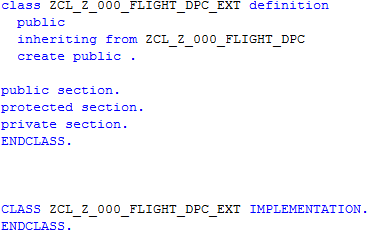 class ZCL_Z_000_FLIGHT_DPC_EXT definition
public
inheriting from ZCL_Z_000_FLIGHT_DPC
create public .
public section.
protected section.
private section.
ENDCLASS.
CLASS ZCL_Z_000_FLIGHT_DPC_EXT IMPLEMENTATION.
ENDCLASS.